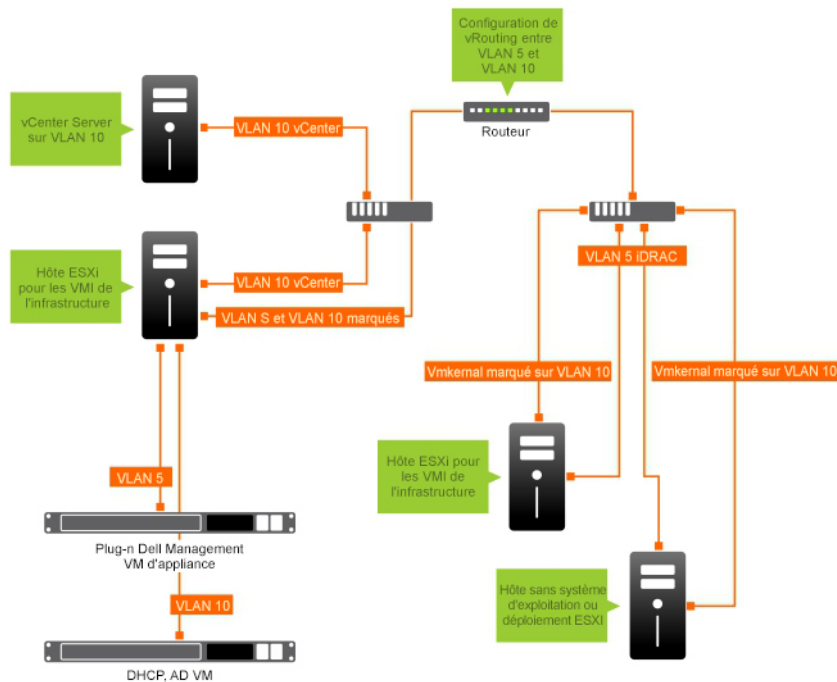 Configuration de
vRouting entre
VLAN 5 et
VLAN 10
Routeur
vCenter Server
sur VLAN 10
VLAN 10 vCenter
Hôte ESXi
pour les VMI de
l'infrastructure
VLAN 10 vCenter
VLAN S et VLAN 10 marqués
VLAN 5 iDRAC
Vmkernal marqué sur VLAN 10
Vmkernal marqué sur VLAN 10
Hôte ESXi pour
les VMI de
l'infrastructure
VLAN 5
Plug-n Dell Management
VM d'appliance
VLAN 10
Hôte sans système
d'exploitation ou
déploiement ESXI
DHCP, AD VM